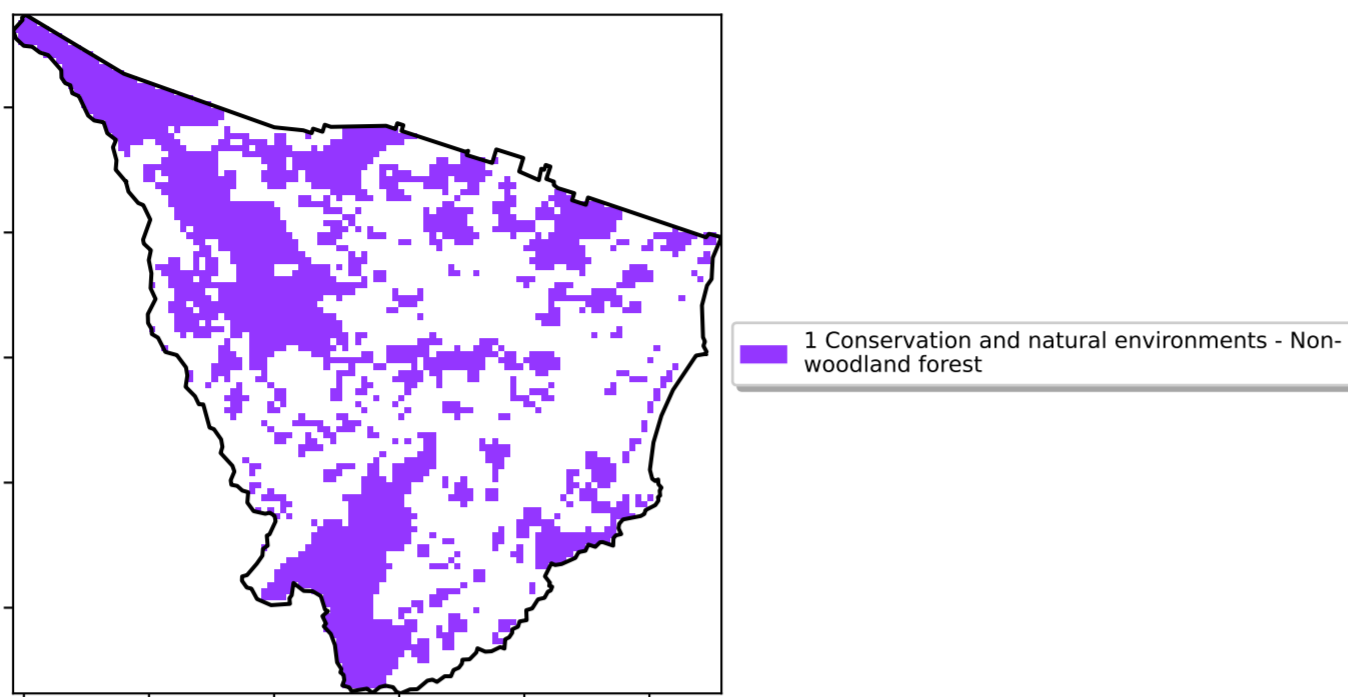 1 Conservation and natural environments - Non-
woodland forest